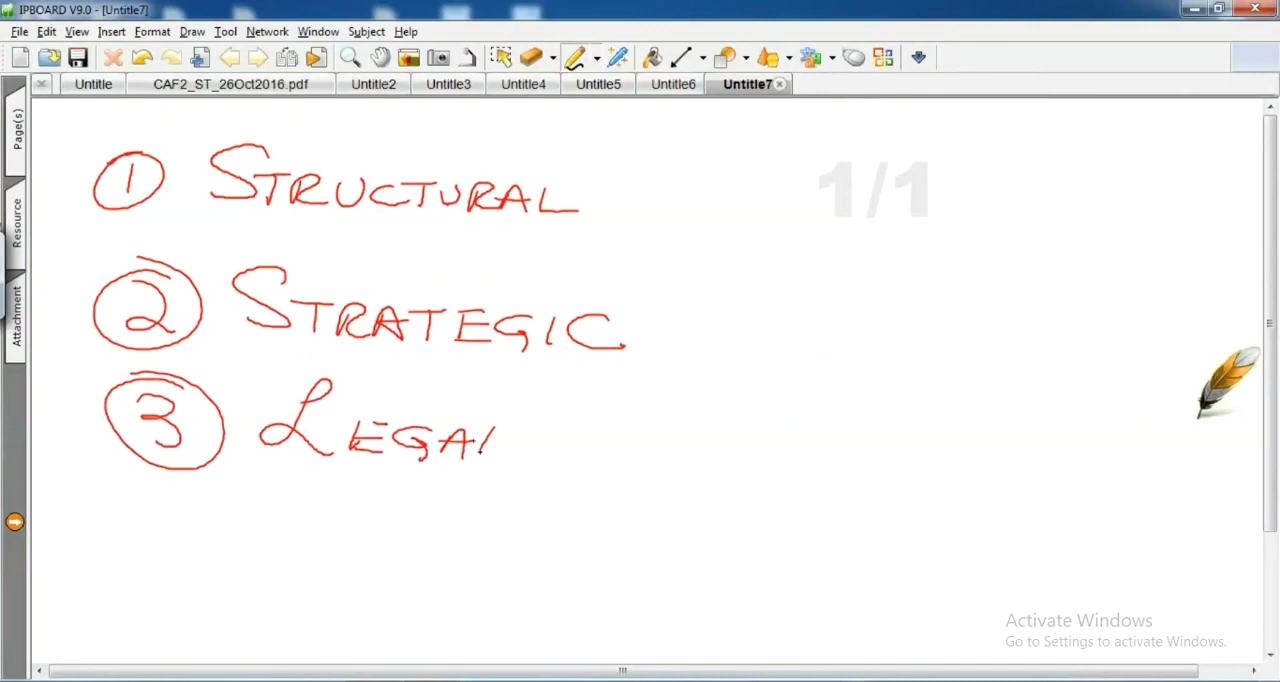 IPBOARD V9.0 - [Untitle7]
File Edit View Insert Format Draw Tool Network Window Subject Help
Untitle CAF2_ST_26Oct2016.pdf Untitle2 Untitle3 Untitle4 Untitle5 Untitle6 Untitle7
Page(s)
Resource
Attachment
1/1
1 STRUCTURAL
2 STRATEGIC
3 LEGAL
Activate Windows
Go to Settings to activate Windows.